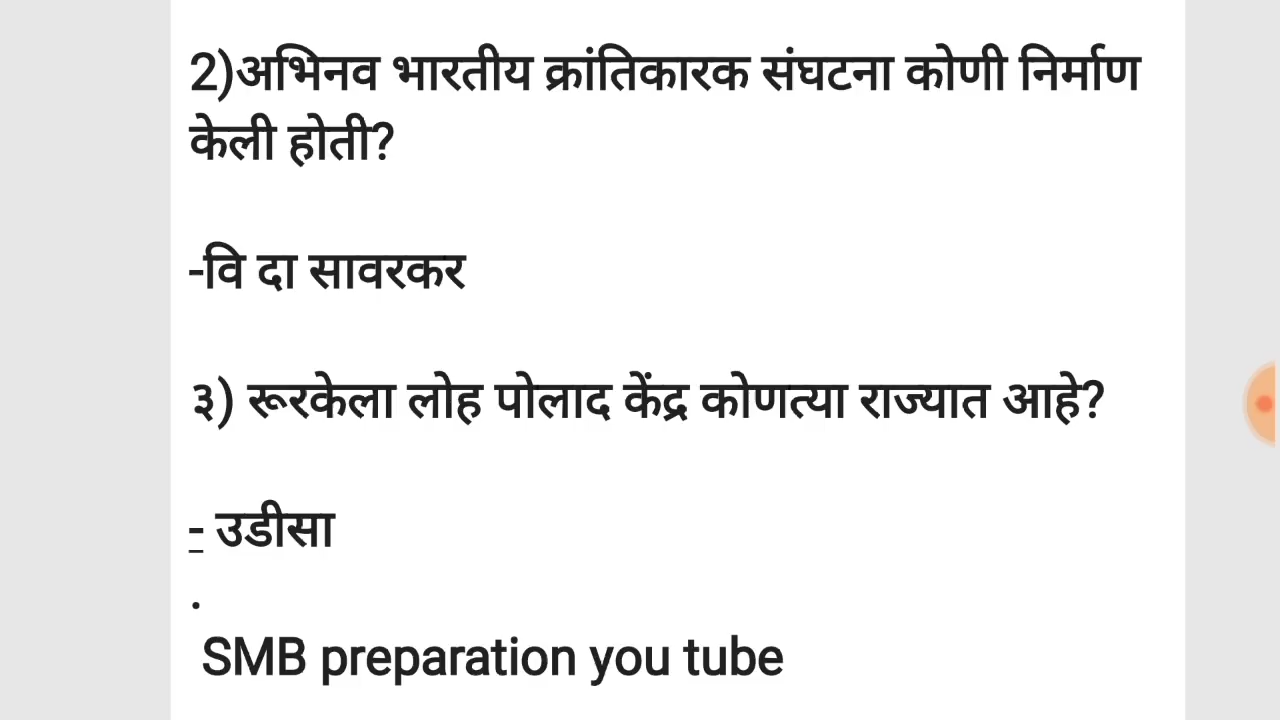 2)अभिनव भारतीय क्रांतिकारक संघटना कोणी निर्माण
केली होती?
-वि दा सावरकर
३) रूरकेला लोह पोलाद केंद्र कोणत्या राज्यात आहे?
- उडीसा
.
SMB preparation you tube